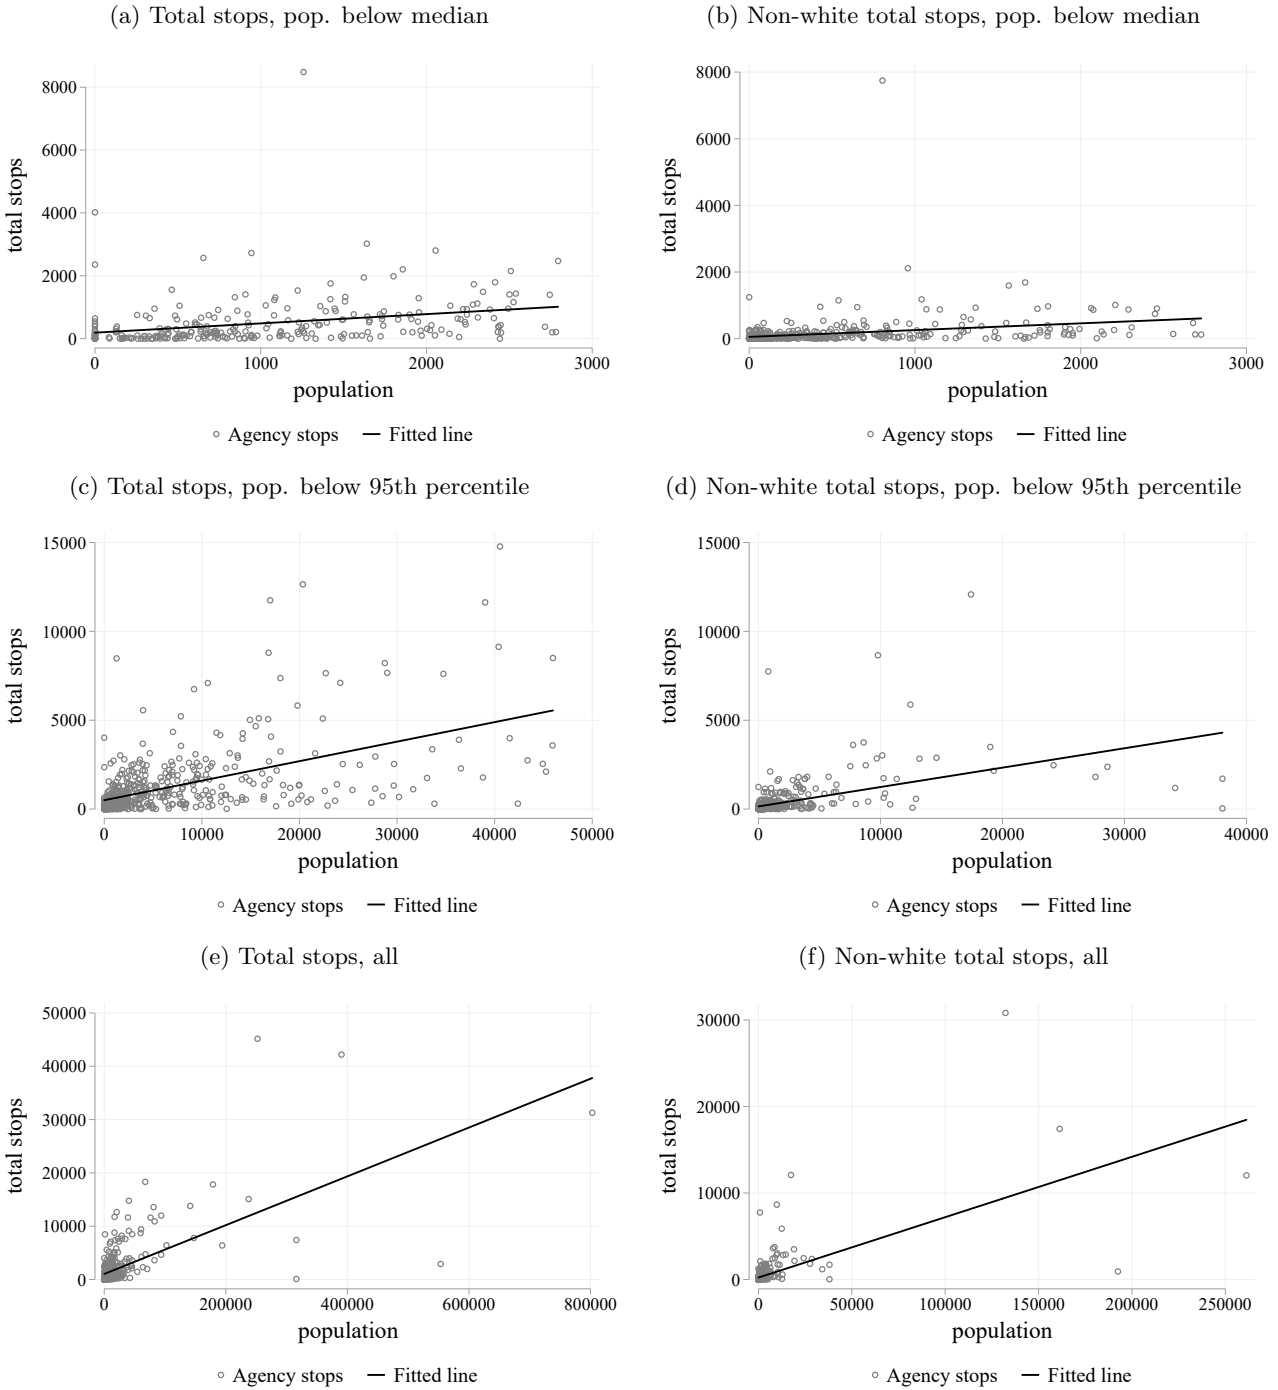 (a) Total stops, pop. below median
8000
6000
4000
2000
0
total stops
0 1000 2000 3000
population
Agency stops Fitted line
(b) Non-white total stops, pop. below median
8000
6000
4000
2000
0
total stops
0 1000 2000 3000
population
Agency stops Fitted line
(c) Total stops, pop. below 95th percentile
15000
10000
5000
0
total stops
0 10000 20000 30000 40000 50000
population
Agency stops Fitted line
(d) Non-white total stops, pop. below 95th percentile
15000
10000
5000
0
total stops
0 10000 20000 30000 40000
population
Agency stops Fitted line
(e) Total stops, all
50000
40000
30000
20000
10000
0
total stops
0 200000 400000 600000 800000
population
Agency stops Fitted line
(f) Non-white total stops, all
30000
20000
10000
0
total stops
0 50000 100000 150000 200000 250000
population
Agency stops Fitted line